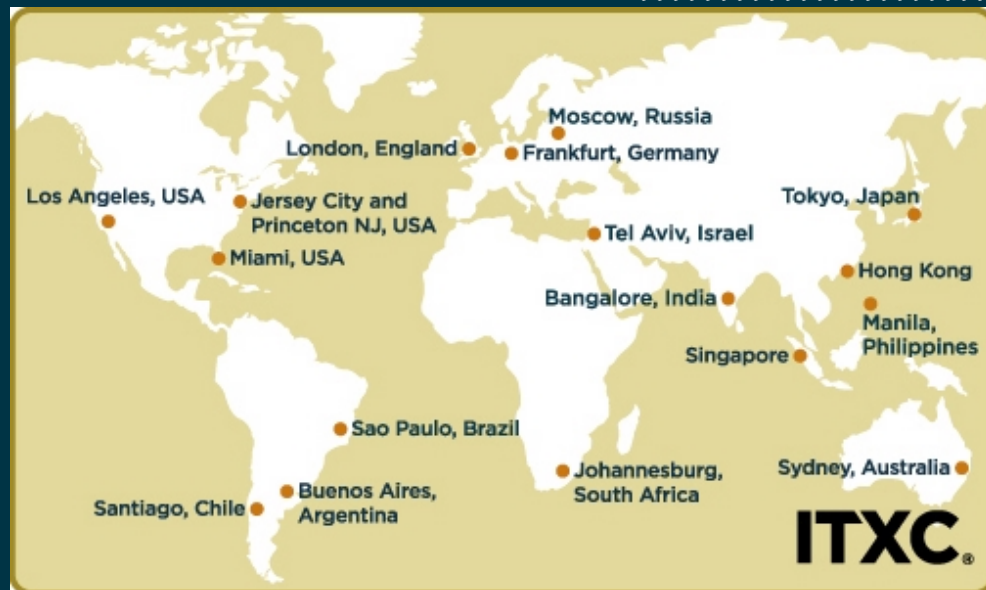 Moscow, Russia
London, England
Frankfurt, Germany
Los Angeles, USA
Jersey City and
Princeton NJ, USA
Tokyo, Japan
Tel Aviv, Israel
Miami, USA
Hong Kong
Bangalore, India
Manila,
Philippines
Singapore
Sao Paulo, Brazil
Johannesburg,
South Africa
Sydney, Australia
Buenos Aires,
Argentina
Santiago, Chile
ITXC®